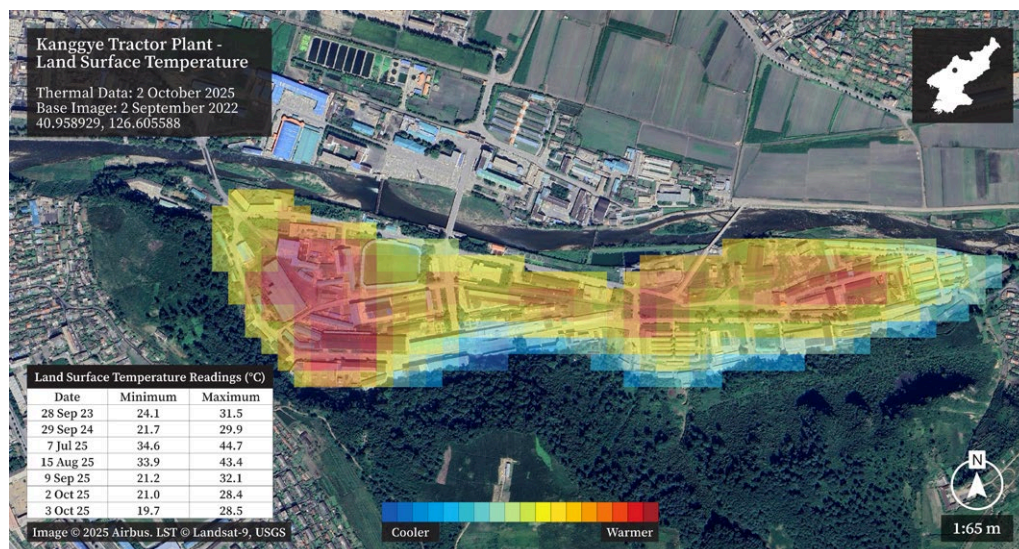 Kanggye Tractor Plant -
Land Surface Temperature
Thermal Data: 2 October 2025
Base Image: 2 September 2022
40.958929, 126.605588
Land Surface Temperature Readings (°C)
Date Minimum Maximum
28 Sep 23 24.1 31.5
29 Sep 24 21.7 29.9
7 Jul 25 34.6 44.7
15 Aug 25 33.9 43.4
9 Sep 25 21.2 32.1
2 Oct 25 21.0 28.4
3 Oct 25 19.7 28.5
Image © 2025 Airbus. LST © Landsat-9, USGS
Cooler Warmer
N
1:65 m